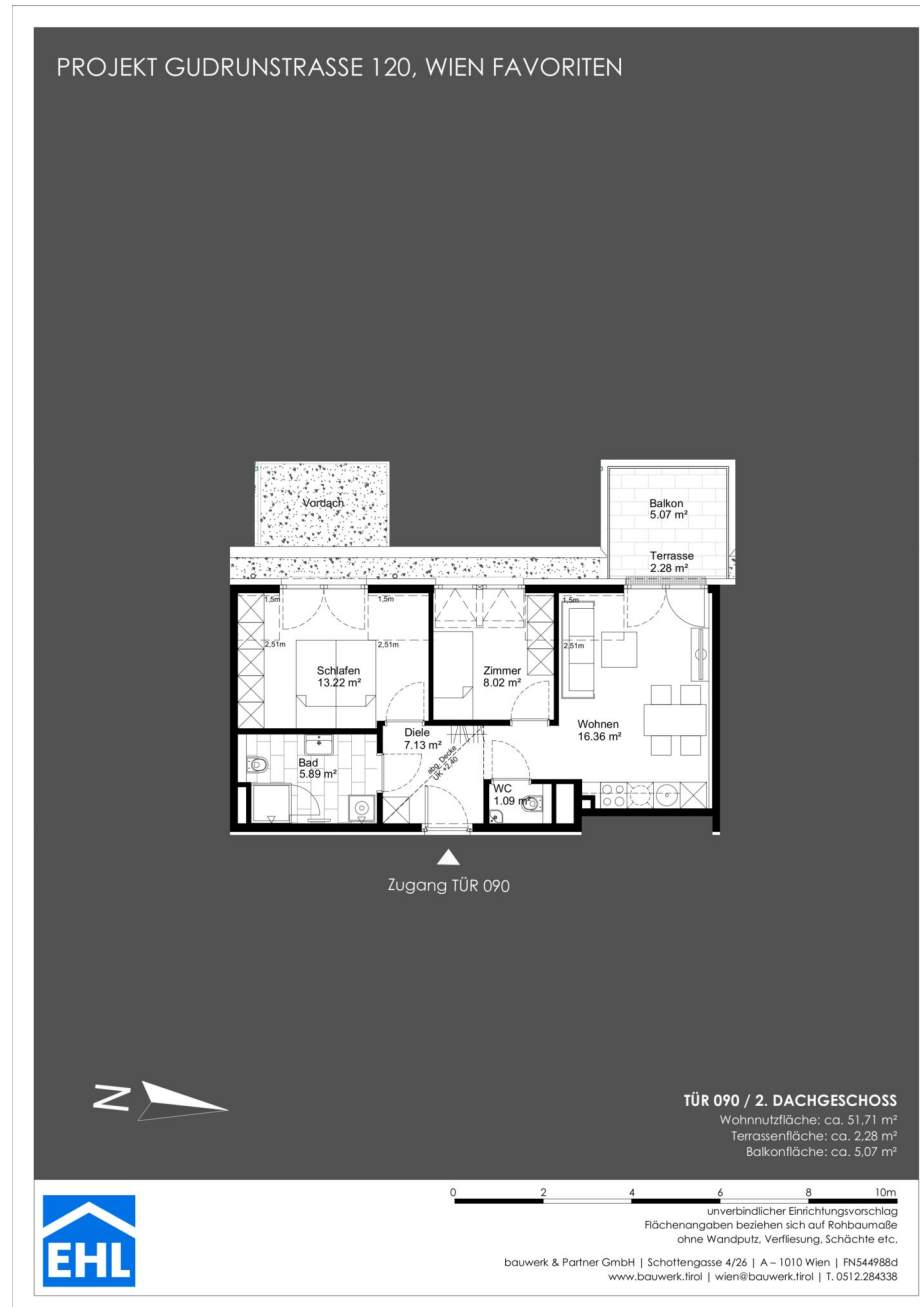 PROJEKT GUDRUNSTRASSE 120, WIEN FAVORITEN
Vordach
Balkon
5.07 m²
Terrasse
2.28 m²
1,5m
1,5m
1,5m
2,51m
2,51m
2,51m
Schlafen
13.22 m²
Zimmer
8.02 m²
Wohnen
16.36 m²
Diele
7.13 m²
Bad
5.89 m²
abg. Decke
UK +2.40
WC
1.09 m²
Zugang TÜR 090
N
TÜR 090 / 2. DACHGESCHOSS
Wohnnutzfläche: ca. 51,71 m²
Terrassenfläche: ca. 2,28 m²
Balkonfläche: ca. 5,07 m²
0 2 4 6 8 10m
unverbindlicher Einrichtungsvorschlag
Flächenangaben beziehen sich auf Rohbaumaße
ohne Wandputz, Verfliesung, Schächte etc.
EHL
bauwerk & Partner GmbH | Schottengasse 4/26 | A – 1010 Wien | FN544988d
www.bauwerk.tirol | wien@bauwerk.tirol | T. 0512.284338